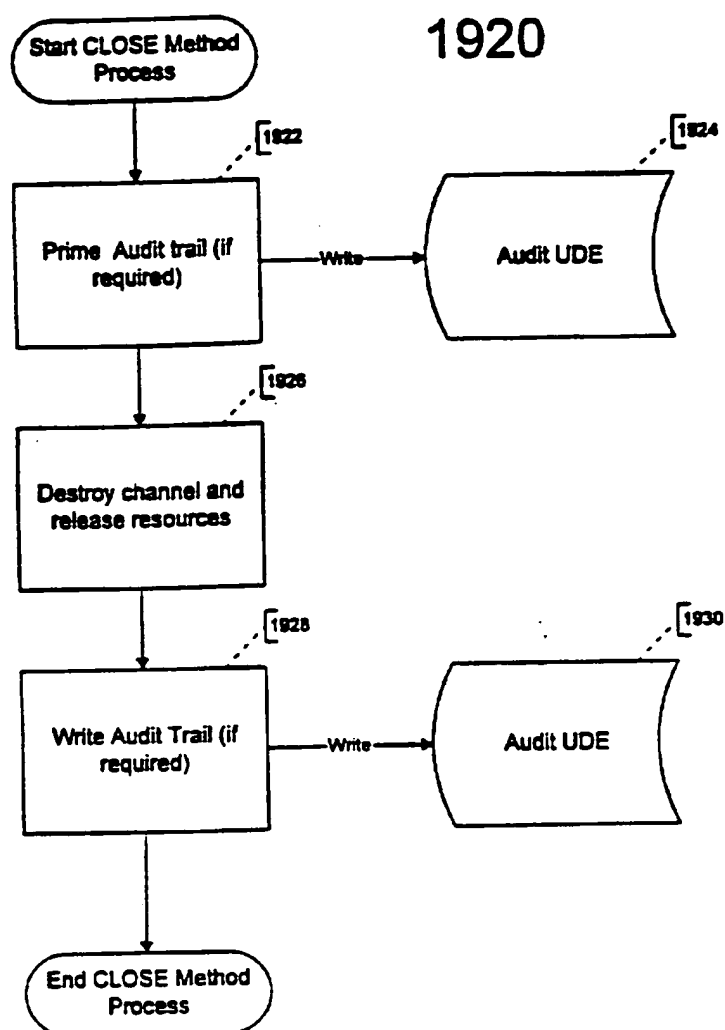 1920
Start CLOSE Method
Process
1922
1924
Prime Audit trail (if
required)
Write
Audit UDE
1926
Destroy channel and
release resources
1928
1930
Write Audit Trail (if
required)
Write
Audit UDE
End CLOSE Method
Process